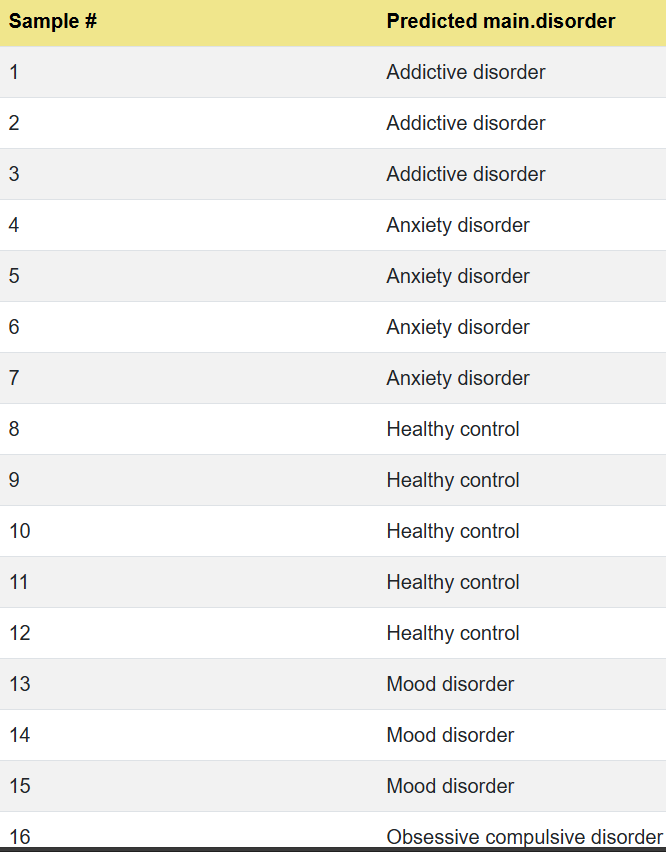 Sample # Predicted main.disorder
1 Addictive disorder
2 Addictive disorder
3 Addictive disorder
4 Anxiety disorder
5 Anxiety disorder
6 Anxiety disorder
7 Anxiety disorder
8 Healthy control
9 Healthy control
10 Healthy control
11 Healthy control
12 Healthy control
13 Mood disorder
14 Mood disorder
15 Mood disorder
16 Obsessive compulsive disorder